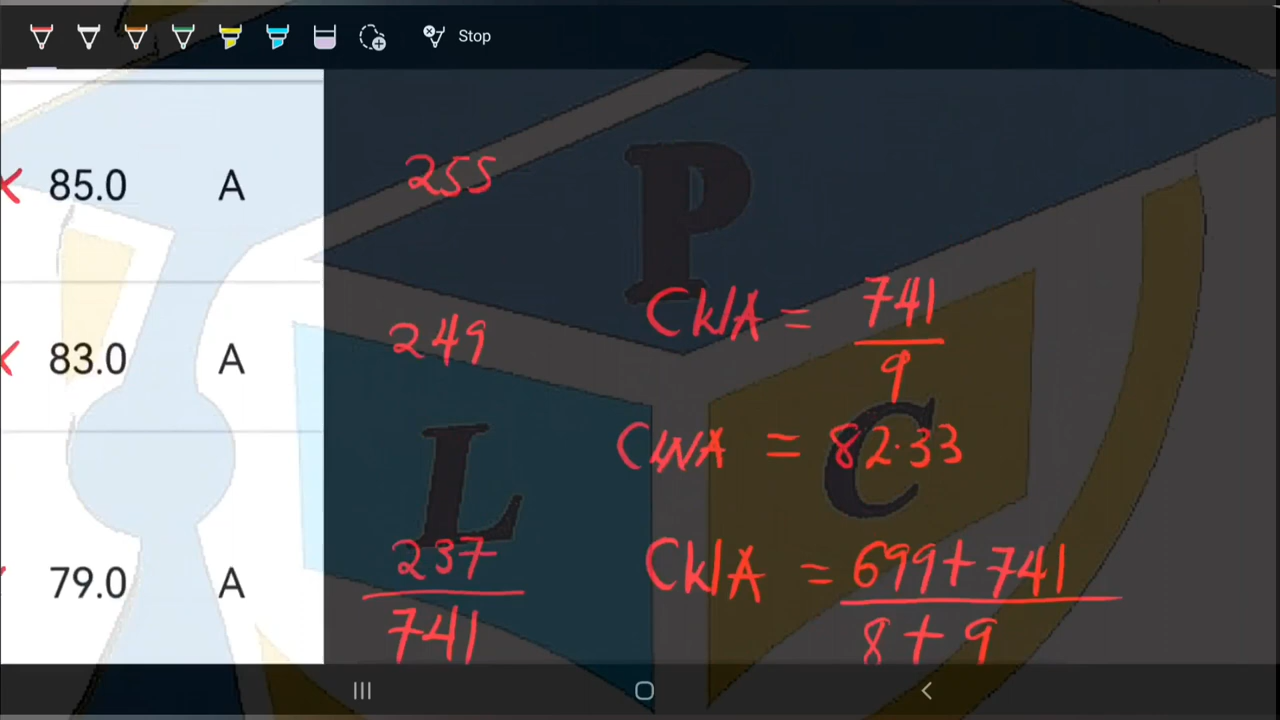 Stop
85.0 A 255
83.0 A 249
79.0 A 237
741
CWA = 741
9
CWA = 82.33
CWA = 699 + 741
8 + 9
P
L
C